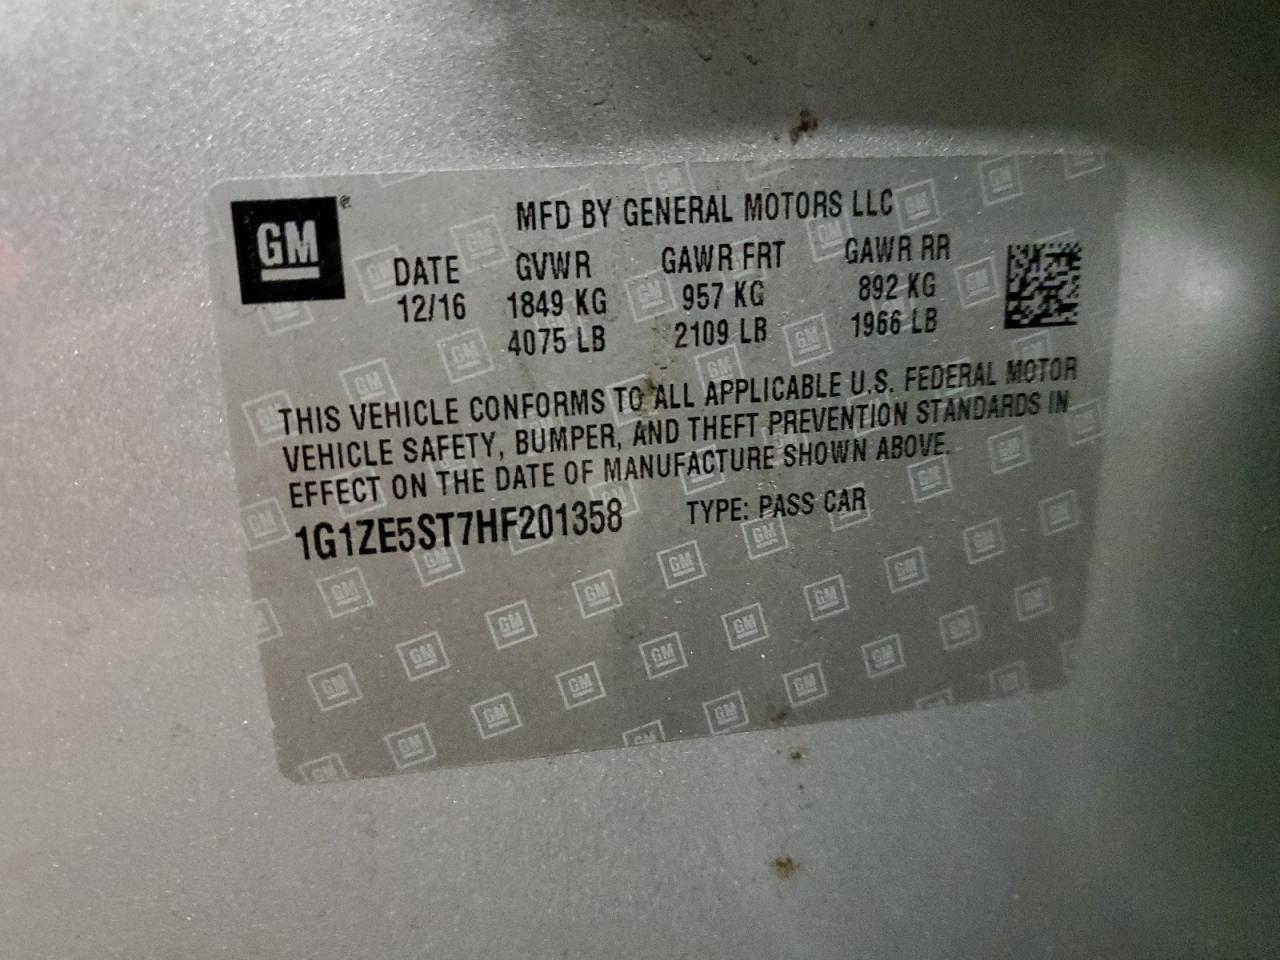 GM ®
MFD BY GENERAL MOTORS LLC
DATE GVWR GAWR FRT GAWR RR
12/16 1849 KG 957 KG 892 KG
4075 LB 2109 LB 1966 LB
THIS VEHICLE CONFORMS TO ALL APPLICABLE U.S. FEDERAL MOTOR
VEHICLE SAFETY, BUMPER, AND THEFT PREVENTION STANDARDS IN
EFFECT ON THE DATE OF MANUFACTURE SHOWN ABOVE.
1G1ZE5ST7HF201358 TYPE: PASS CAR